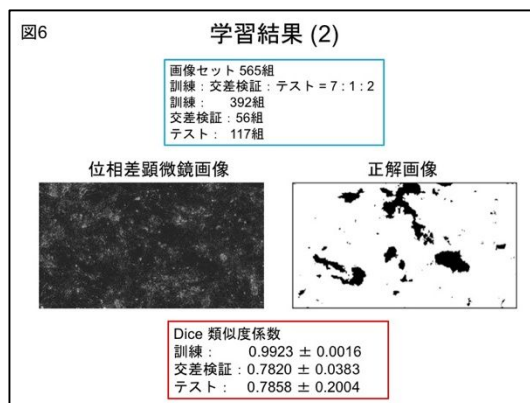 図6
学習結果 (2)
画像セット 565組
訓練：交差検証：テスト = 7 : 1 : 2
訓練： 392組
交差検証：56組
テスト： 117組
位相差顕微鏡画像
正解画像
Dice 類似度係数
訓練： 0.9923 ± 0.0016
交差検証：0.7820 ± 0.0383
テスト： 0.7858 ± 0.2004